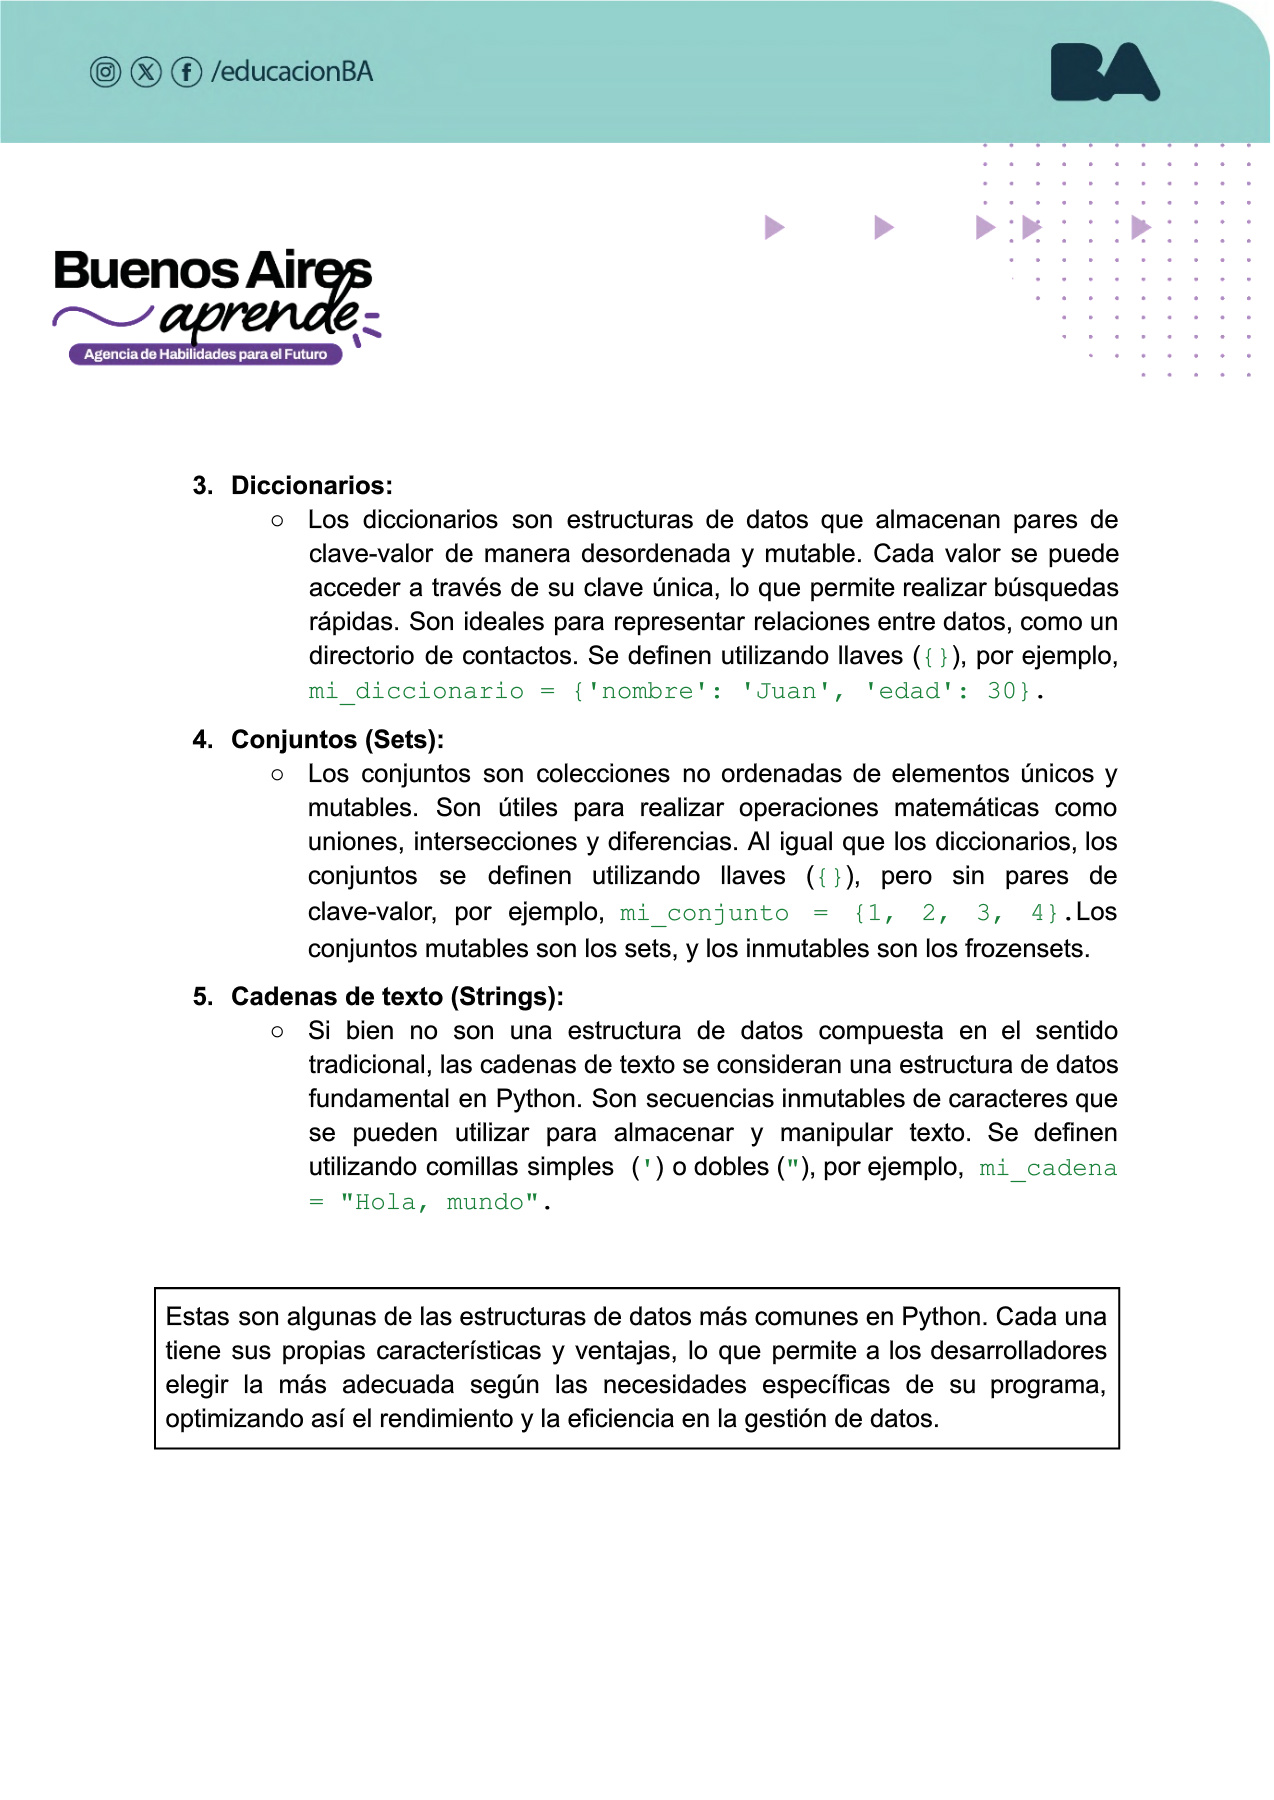 /educacionBA
BA
Buenos Aires
aprende
Agencia de Habilidades para el Futuro
3. Diccionarios:
○ Los diccionarios son estructuras de datos que almacenan pares de
clave-valor de manera desordenada y mutable. Cada valor se puede
acceder a través de su clave única, lo que permite realizar búsquedas
rápidas. Son ideales para representar relaciones entre datos, como un
directorio de contactos. Se definen utilizando llaves ({}), por ejemplo,
mi_diccionario = {'nombre': 'Juan', 'edad': 30}.
4. Conjuntos (Sets):
○ Los conjuntos son colecciones no ordenadas de elementos únicos y
mutables. Son útiles para realizar operaciones matemáticas como
uniones, intersecciones y diferencias. Al igual que los diccionarios, los
conjuntos se definen utilizando llaves ({}), pero sin pares de
clave-valor, por ejemplo, mi_conjunto = {1, 2, 3, 4}.Los
conjuntos mutables son los sets, y los inmutables son los frozensets.
5. Cadenas de texto (Strings):
○ Si bien no son una estructura de datos compuesta en el sentido
tradicional, las cadenas de texto se consideran una estructura de datos
fundamental en Python. Son secuencias inmutables de caracteres que
se pueden utilizar para almacenar y manipular texto. Se definen
utilizando comillas simples (') o dobles ("), por ejemplo, mi_cadena
= "Hola, mundo".
Estas son algunas de las estructuras de datos más comunes en Python. Cada una
tiene sus propias características y ventajas, lo que permite a los desarrolladores
elegir la más adecuada según las necesidades específicas de su programa,
optimizando así el rendimiento y la eficiencia en la gestión de datos.